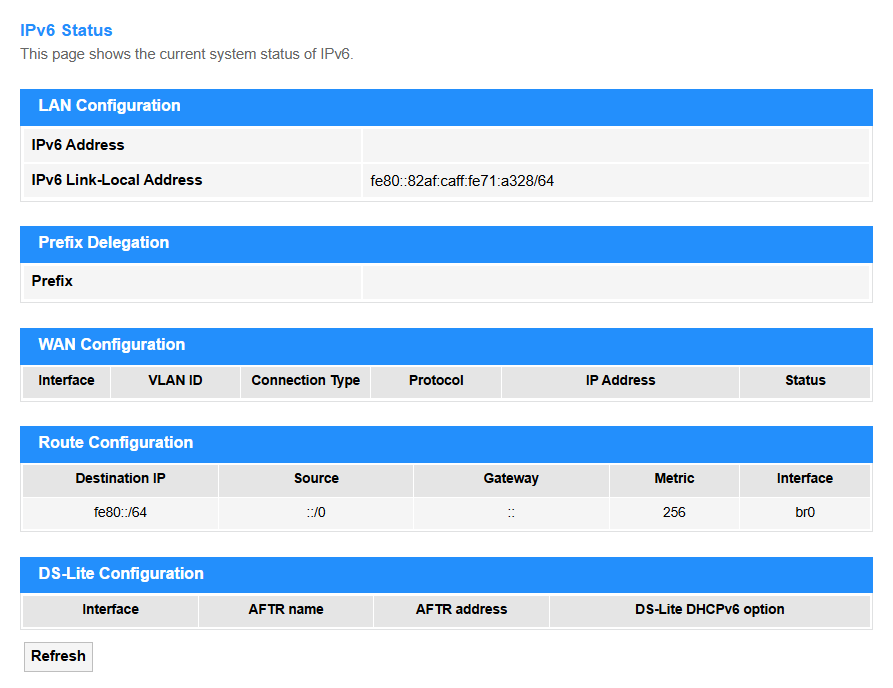 IPv6 Status
This page shows the current system status of IPv6.
LAN Configuration
IPv6 Address
IPv6 Link-Local Address fe80::82af:caff:fe71:a328/64
Prefix Delegation
Prefix
WAN Configuration
Interface VLAN ID Connection Type Protocol IP Address Status
Route Configuration
Destination IP Source Gateway Metric Interface
fe80::/64 ::/0 :: 256 br0
DS-Lite Configuration
Interface AFTR name AFTR address DS-Lite DHCPv6 option
Refresh